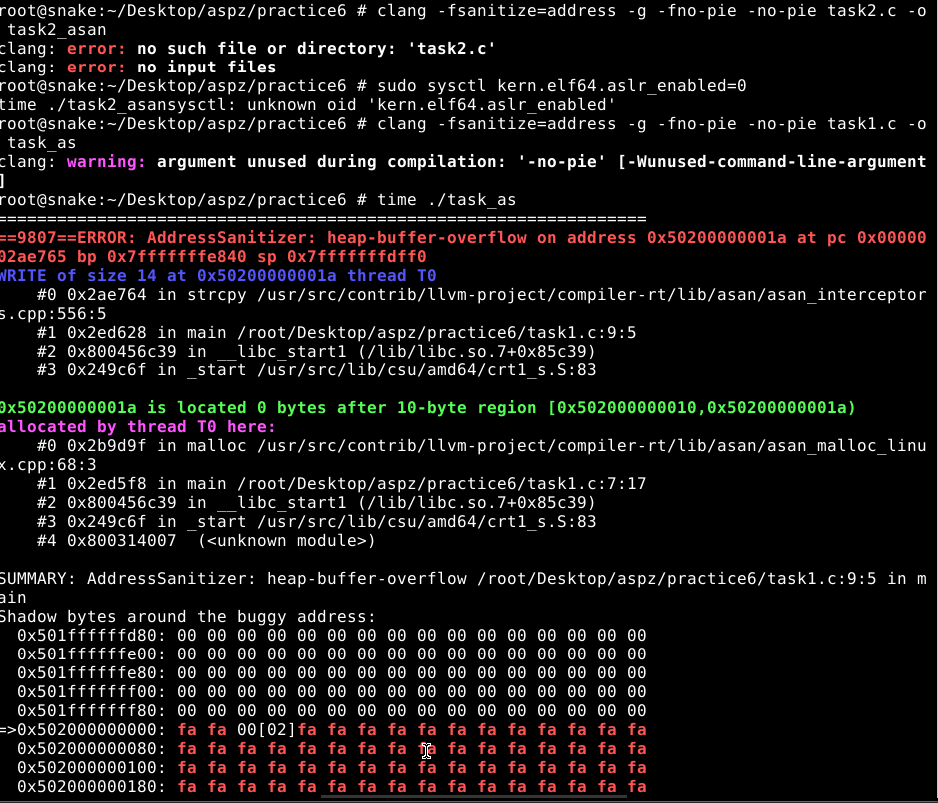 root@snake:~/Desktop/aspz/practice6 # clang -fsanitize=address -g -fno-pie -no-pie task2.c -o
 task2_asan
clang: error: no such file or directory: 'task2.c'
clang: error: no input files
root@snake:~/Desktop/aspz/practice6 # sudo sysctl kern.elf64.aslr_enabled=0
time ./task2_asansysctl: unknown oid 'kern.elf64.aslr_enabled'
root@snake:~/Desktop/aspz/practice6 # clang -fsanitize=address -g -fno-pie -no-pie task1.c -o
 task_as
clang: warning: argument unused during compilation: '-no-pie' [-Wunused-command-line-argument
]
root@snake:~/Desktop/aspz/practice6 # time ./task_as
=================================================================
==9807==ERROR: AddressSanitizer: heap-buffer-overflow on address 0x50200000001a at pc 0x00000
02ae765 bp 0x7fffffffe840 sp 0x7fffffffdff0
WRITE of size 14 at 0x50200000001a thread T0
    #0 0x2ae764 in strcpy /usr/src/contrib/llvm-project/compiler-rt/lib/asan/asan_interceptor
s.cpp:556:5
    #1 0x2ed628 in main /root/Desktop/aspz/practice6/task1.c:9:5
    #2 0x800456c39 in __libc_start1 (/lib/libc.so.7+0x85c39)
    #3 0x249c6f in _start /usr/src/lib/csu/amd64/crt1_s.S:83

0x50200000001a is located 0 bytes after 10-byte region [0x502000000010,0x50200000001a)
allocated by thread T0 here:
    #0 0x2b9d9f in malloc /usr/src/contrib/llvm-project/compiler-rt/lib/asan/asan_malloc_linu
x.cpp:68:3
    #1 0x2ed5f8 in main /root/Desktop/aspz/practice6/task1.c:7:17
    #2 0x800456c39 in __libc_start1 (/lib/libc.so.7+0x85c39)
    #3 0x249c6f in _start /usr/src/lib/csu/amd64/crt1_s.S:83
    #4 0x800314007  (<unknown module>)

SUMMARY: AddressSanitizer: heap-buffer-overflow /root/Desktop/aspz/practice6/task1.c:9:5 in m
ain
Shadow bytes around the buggy address:
  0x501ffffffd80: 00 00 00 00 00 00 00 00 00 00 00 00 00 00 00 00
  0x501ffffffe00: 00 00 00 00 00 00 00 00 00 00 00 00 00 00 00 00
  0x501ffffffe80: 00 00 00 00 00 00 00 00 00 00 00 00 00 00 00 00
  0x501fffffff00: 00 00 00 00 00 00 00 00 00 00 00 00 00 00 00 00
  0x501fffffff80: 00 00 00 00 00 00 00 00 00 00 00 00 00 00 00 00
=>0x502000000000: fa fa 00[02]fa fa fa fa fa fa fa fa fa fa fa fa
  0x502000000080: fa fa fa fa fa fa fa fa fa fa fa fa fa fa fa fa
  0x502000000100: fa fa fa fa fa fa fa fa fa fa fa fa fa fa fa fa
  0x502000000180: fa fa fa fa fa fa fa fa fa fa fa fa fa fa fa fa